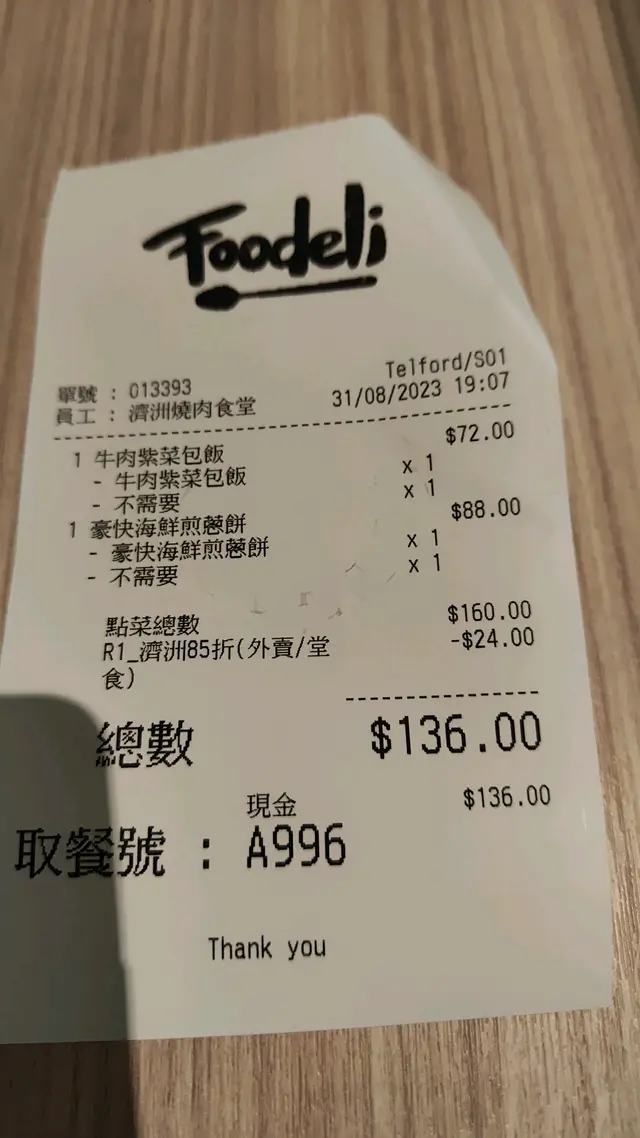 Foodeli
Telford/S01
單號 : 013393
31/08/2023 19:07
員工 : 濟洲燒肉食堂
$72.00
1 牛肉紫菜包飯
- 牛肉紫菜包飯 x 1
- 不需要 x 1
$88.00
1 豪快海鮮煎蔥餅
- 豪快海鮮煎蔥餅 x 1
- 不需要 x 1
點菜總數 $160.00
R1_濟洲85折(外賣/堂 -$24.00
食)
總數 $136.00
現金 $136.00
取餐號 : A996
Thank you